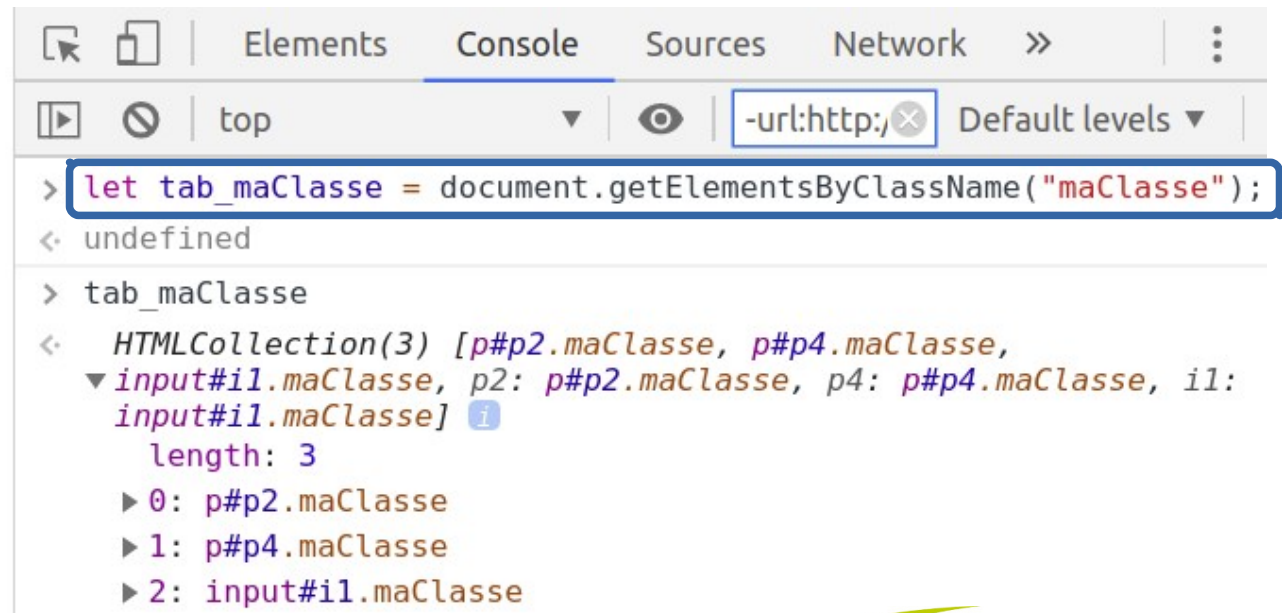 Elements Console Sources Network »
top ▼ -url:http:/ Default levels ▼
> let tab_maClasse = document.getElementsByClassName("maClasse");
<· undefined
> tab_maClasse
<· HTMLCollection(3) [p#p2.maClasse, p#p4.maClasse,
▼ input#i1.maClasse, p2: p#p2.maClasse, p4: p#p4.maClasse, i1:
input#i1.maClasse] i
length: 3
▶ 0: p#p2.maClasse
▶ 1: p#p4.maClasse
▶ 2: input#i1.maClasse